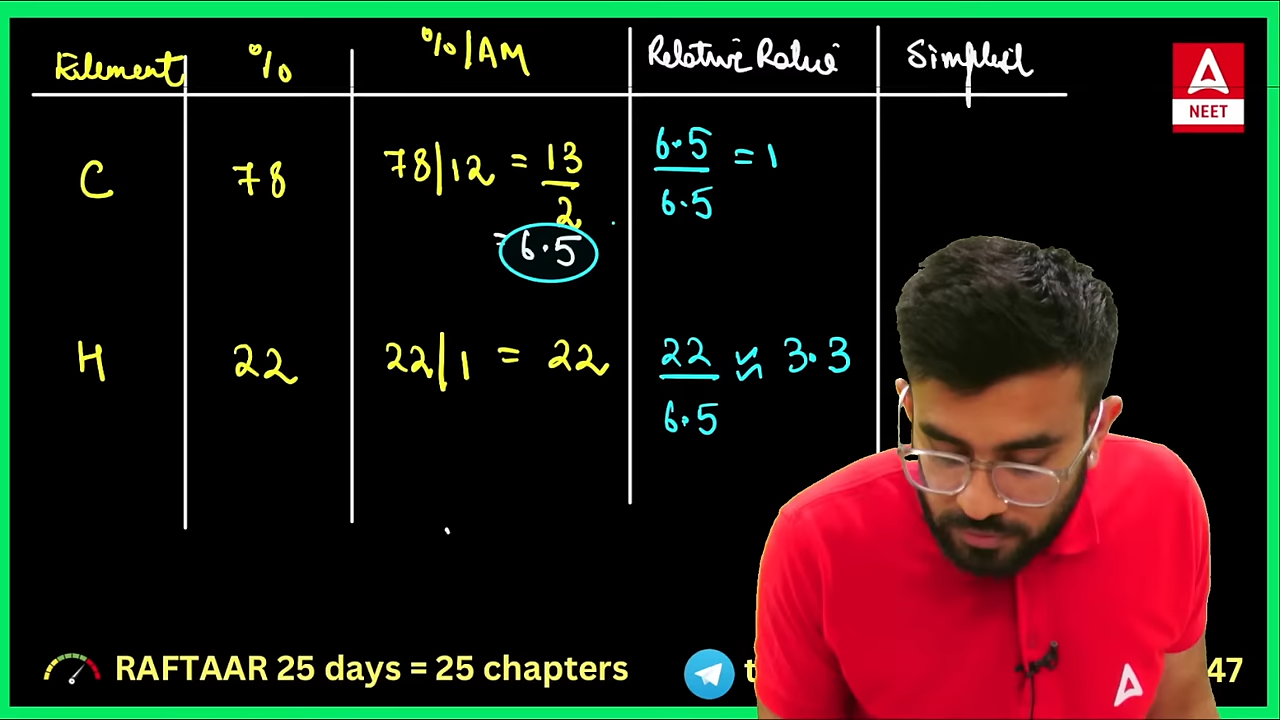 Element % %/AM Relative Ratio Simplest
C 78 78/12 = 13/2 6.5/6.5 = 1
= 6.5
H 22 22/1 = 22 22/6.5 ≈ 3.3
NEET
RAFTAAR 25 days = 25 chapters t 47